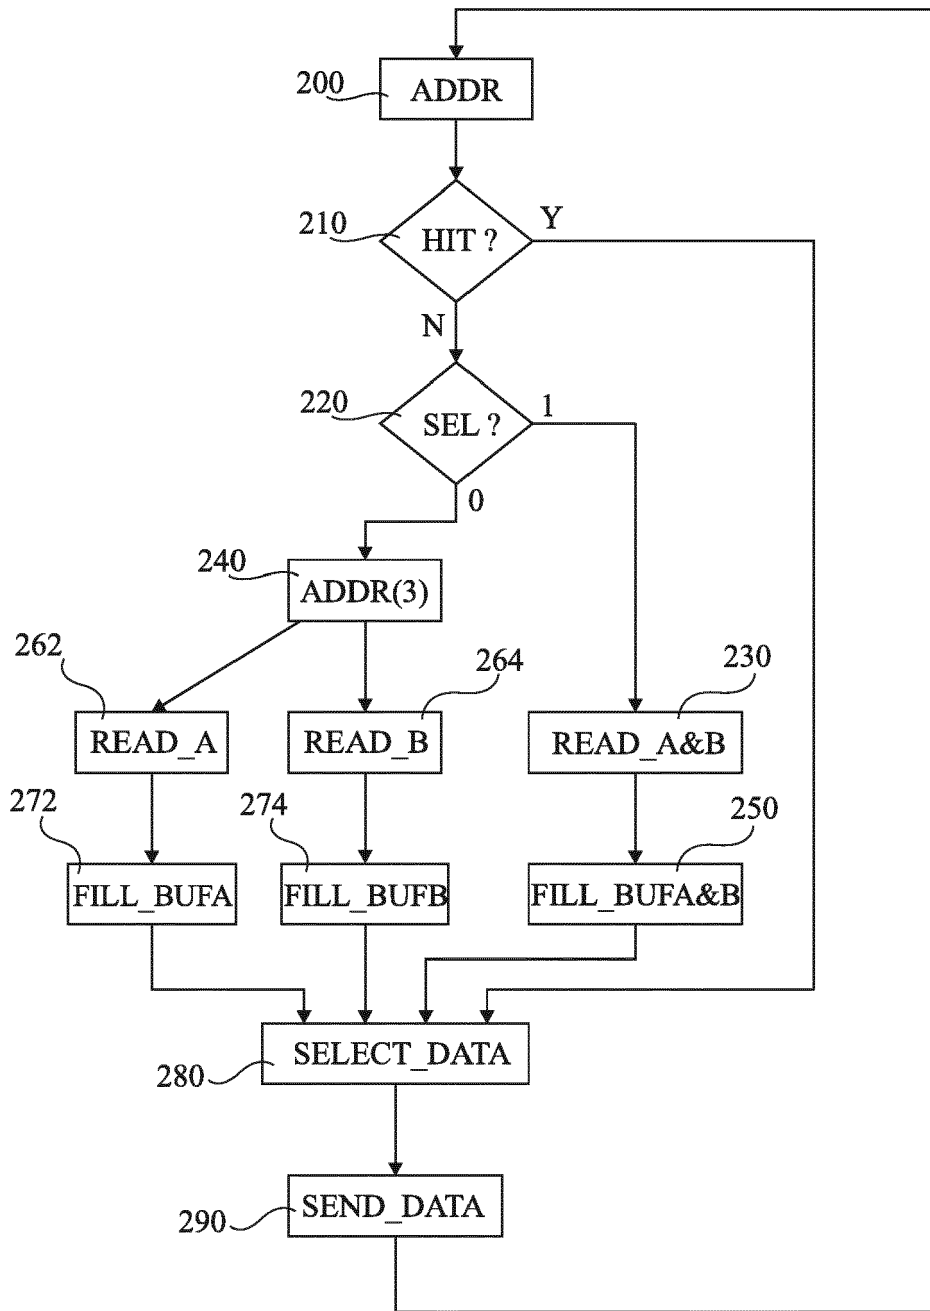 200
ADDR
210
HIT ?
Y
N
220
SEL ?
1
0
240
ADDR(3)
262
264
230
READ_A
READ_B
READ_A&B
272
274
250
FILL_BUFA
FILL_BUFB
FILL_BUFA&B
SELECT_DATA
280
SEND_DATA
290